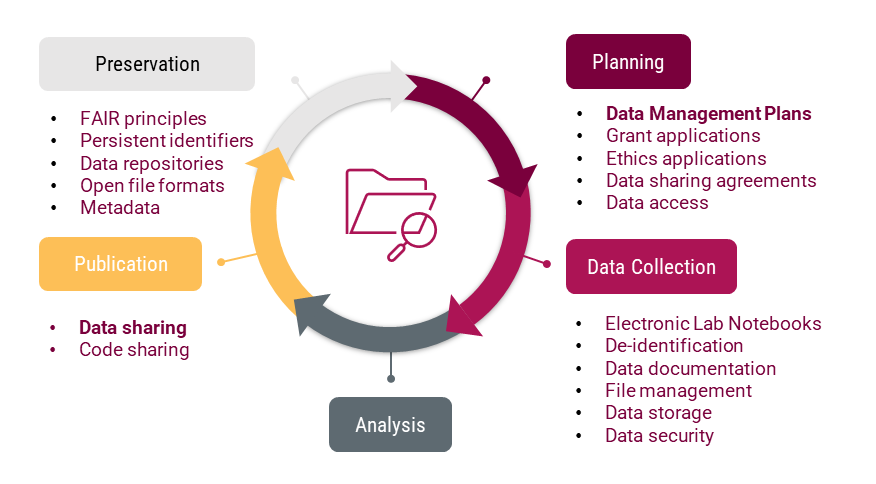 Preservation
• FAIR principles
• Persistent identifiers
• Data repositories
• Open file formats
• Metadata
Planning
• Data Management Plans
• Grant applications
• Ethics applications
• Data sharing agreements
• Data access
Publication
• Data sharing
• Code sharing
Data Collection
• Electronic Lab Notebooks
• De-identification
• Data documentation
• File management
• Data storage
• Data security
Analysis